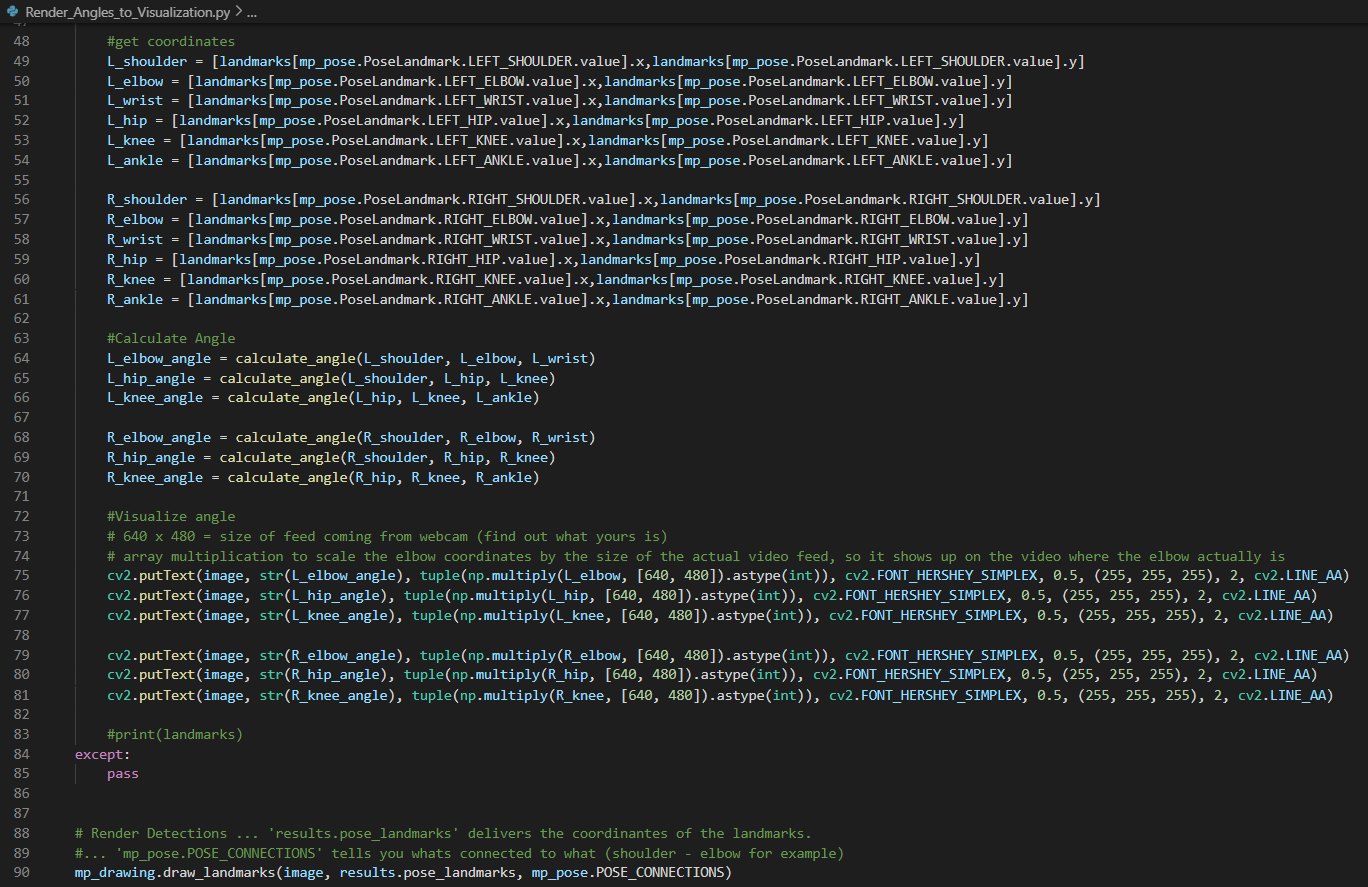 Render_Angles_to_Visualization.py > ...
47
48 #get coordinates
49 L_shoulder = [landmarks[mp_pose.PoseLandmark.LEFT_SHOULDER.value].x,landmarks[mp_pose.PoseLandmark.LEFT_SHOULDER.value].y]
50 L_elbow = [landmarks[mp_pose.PoseLandmark.LEFT_ELBOW.value].x,landmarks[mp_pose.PoseLandmark.LEFT_ELBOW.value].y]
51 L_wrist = [landmarks[mp_pose.PoseLandmark.LEFT_WRIST.value].x,landmarks[mp_pose.PoseLandmark.LEFT_WRIST.value].y]
52 L_hip = [landmarks[mp_pose.PoseLandmark.LEFT_HIP.value].x,landmarks[mp_pose.PoseLandmark.LEFT_HIP.value].y]
53 L_knee = [landmarks[mp_pose.PoseLandmark.LEFT_KNEE.value].x,landmarks[mp_pose.PoseLandmark.LEFT_KNEE.value].y]
54 L_ankle = [landmarks[mp_pose.PoseLandmark.LEFT_ANKLE.value].x,landmarks[mp_pose.PoseLandmark.LEFT_ANKLE.value].y]
55
56 R_shoulder = [landmarks[mp_pose.PoseLandmark.RIGHT_SHOULDER.value].x,landmarks[mp_pose.PoseLandmark.RIGHT_SHOULDER.value].y]
57 R_elbow = [landmarks[mp_pose.PoseLandmark.RIGHT_ELBOW.value].x,landmarks[mp_pose.PoseLandmark.RIGHT_ELBOW.value].y]
58 R_wrist = [landmarks[mp_pose.PoseLandmark.RIGHT_WRIST.value].x,landmarks[mp_pose.PoseLandmark.RIGHT_WRIST.value].y]
59 R_hip = [landmarks[mp_pose.PoseLandmark.RIGHT_HIP.value].x,landmarks[mp_pose.PoseLandmark.RIGHT_HIP.value].y]
60 R_knee = [landmarks[mp_pose.PoseLandmark.RIGHT_KNEE.value].x,landmarks[mp_pose.PoseLandmark.RIGHT_KNEE.value].y]
61 R_ankle = [landmarks[mp_pose.PoseLandmark.RIGHT_ANKLE.value].x,landmarks[mp_pose.PoseLandmark.RIGHT_ANKLE.value].y]
62
63 #Calculate Angle
64 L_elbow_angle = calculate_angle(L_shoulder, L_elbow, L_wrist)
65 L_hip_angle = calculate_angle(L_shoulder, L_hip, L_knee)
66 L_knee_angle = calculate_angle(L_hip, L_knee, L_ankle)
67
68 R_elbow_angle = calculate_angle(R_shoulder, R_elbow, R_wrist)
69 R_hip_angle = calculate_angle(R_shoulder, R_hip, R_knee)
70 R_knee_angle = calculate_angle(R_hip, R_knee, R_ankle)
71
72 #Visualize angle
73 # 640 x 480 = size of feed coming from webcam (find out what yours is)
74 # array multiplication to scale the elbow coordinates by the size of the actual video feed, so it shows up on the video where the elbow actually is
75 cv2.putText(image, str(L_elbow_angle), tuple(np.multiply(L_elbow, [640, 480]).astype(int)), cv2.FONT_HERSHEY_SIMPLEX, 0.5, (255, 255, 255), 2, cv2.LINE_AA)
76 cv2.putText(image, str(L_hip_angle), tuple(np.multiply(L_hip, [640, 480]).astype(int)), cv2.FONT_HERSHEY_SIMPLEX, 0.5, (255, 255, 255), 2, cv2.LINE_AA)
77 cv2.putText(image, str(L_knee_angle), tuple(np.multiply(L_knee, [640, 480]).astype(int)), cv2.FONT_HERSHEY_SIMPLEX, 0.5, (255, 255, 255), 2, cv2.LINE_AA)
78
79 cv2.putText(image, str(R_elbow_angle), tuple(np.multiply(R_elbow, [640, 480]).astype(int)), cv2.FONT_HERSHEY_SIMPLEX, 0.5, (255, 255, 255), 2, cv2.LINE_AA)
80 cv2.putText(image, str(R_hip_angle), tuple(np.multiply(R_hip, [640, 480]).astype(int)), cv2.FONT_HERSHEY_SIMPLEX, 0.5, (255, 255, 255), 2, cv2.LINE_AA)
81 cv2.putText(image, str(R_knee_angle), tuple(np.multiply(R_knee, [640, 480]).astype(int)), cv2.FONT_HERSHEY_SIMPLEX, 0.5, (255, 255, 255), 2, cv2.LINE_AA)
82
83 #print(landmarks)
84 except:
85 pass
86
87
88 # Render Detections ... 'results.pose_landmarks' delivers the coordinantes of the landmarks.
89 #... 'mp_pose.POSE_CONNECTIONS' tells you whats connected to what (shoulder - elbow for example)
90 mp_drawing.draw_landmarks(image, results.pose_landmarks, mp_pose.POSE_CONNECTIONS)